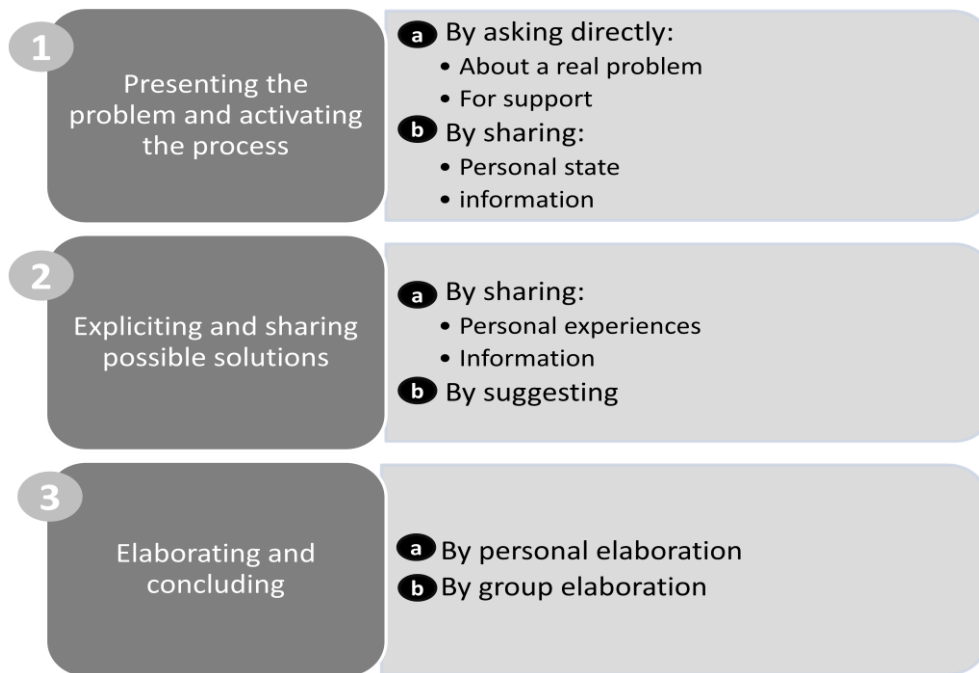 1
Presenting the
problem and activating
the process
a By asking directly:
• About a real problem
• For support
b By sharing:
• Personal state
• information
2
Expliciting and sharing
possible solutions
a By sharing:
• Personal experiences
• Information
b By suggesting
3
Elaborating and
concluding
a By personal elaboration
b By group elaboration